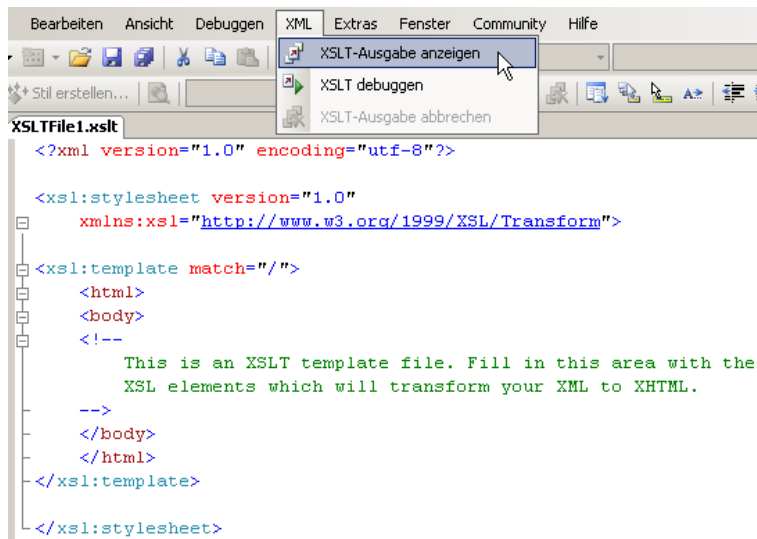 Bearbeiten Ansicht Debuggen XML Extras Fenster Community Hilfe
XSLT-Ausgabe anzeigen
XSLT debuggen
XSLT-Ausgabe abbrechen
Stil erstellen...
XSLTFile1.xslt
<?xml version="1.0" encoding="utf-8"?>
<xsl:stylesheet version="1.0"
xmlns:xsl="http://www.w3.org/1999/XSL/Transform">
<xsl:template match="/">
<html>
<body>
<!--
This is an XSLT template file. Fill in this area with the
XSL elements which will transform your XML to XHTML.
-->
</body>
</html>
</xsl:template>
</xsl:stylesheet>